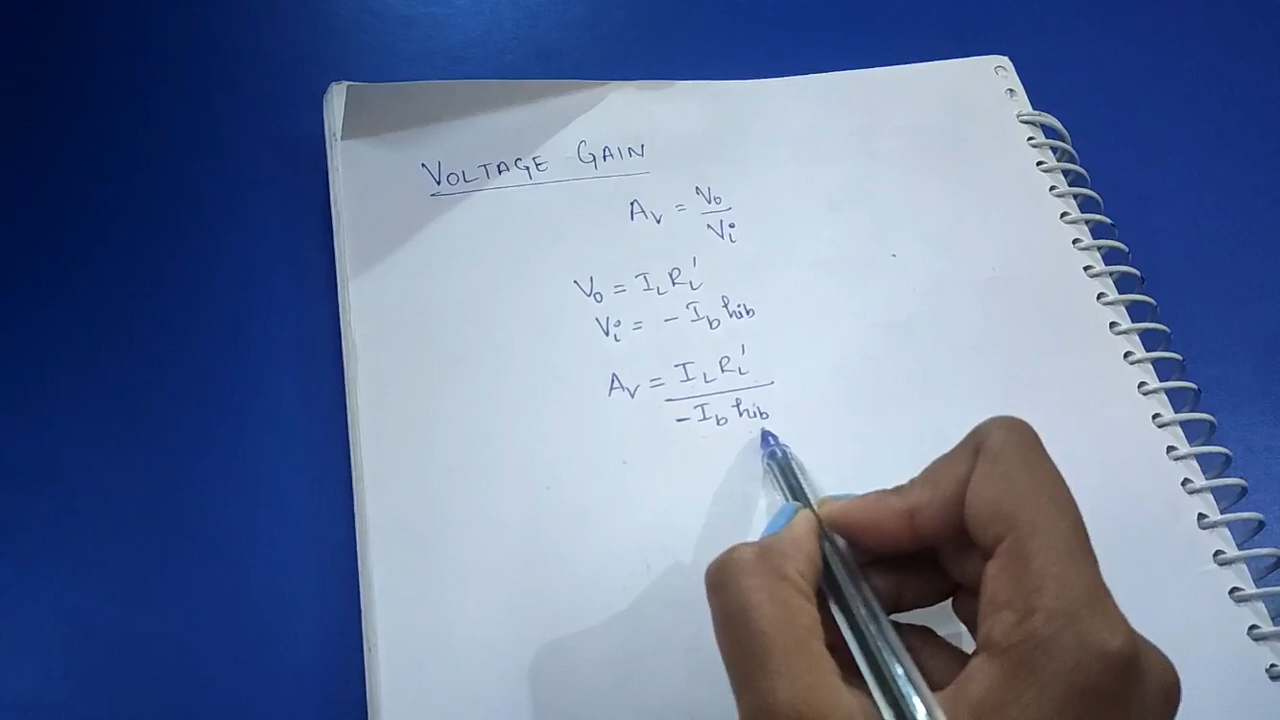 VOLTAGE GAIN
Av = Vo/Vi
Vo = IL RL'
Vi = - Ib hib
Av = IL RL' / - Ib hib